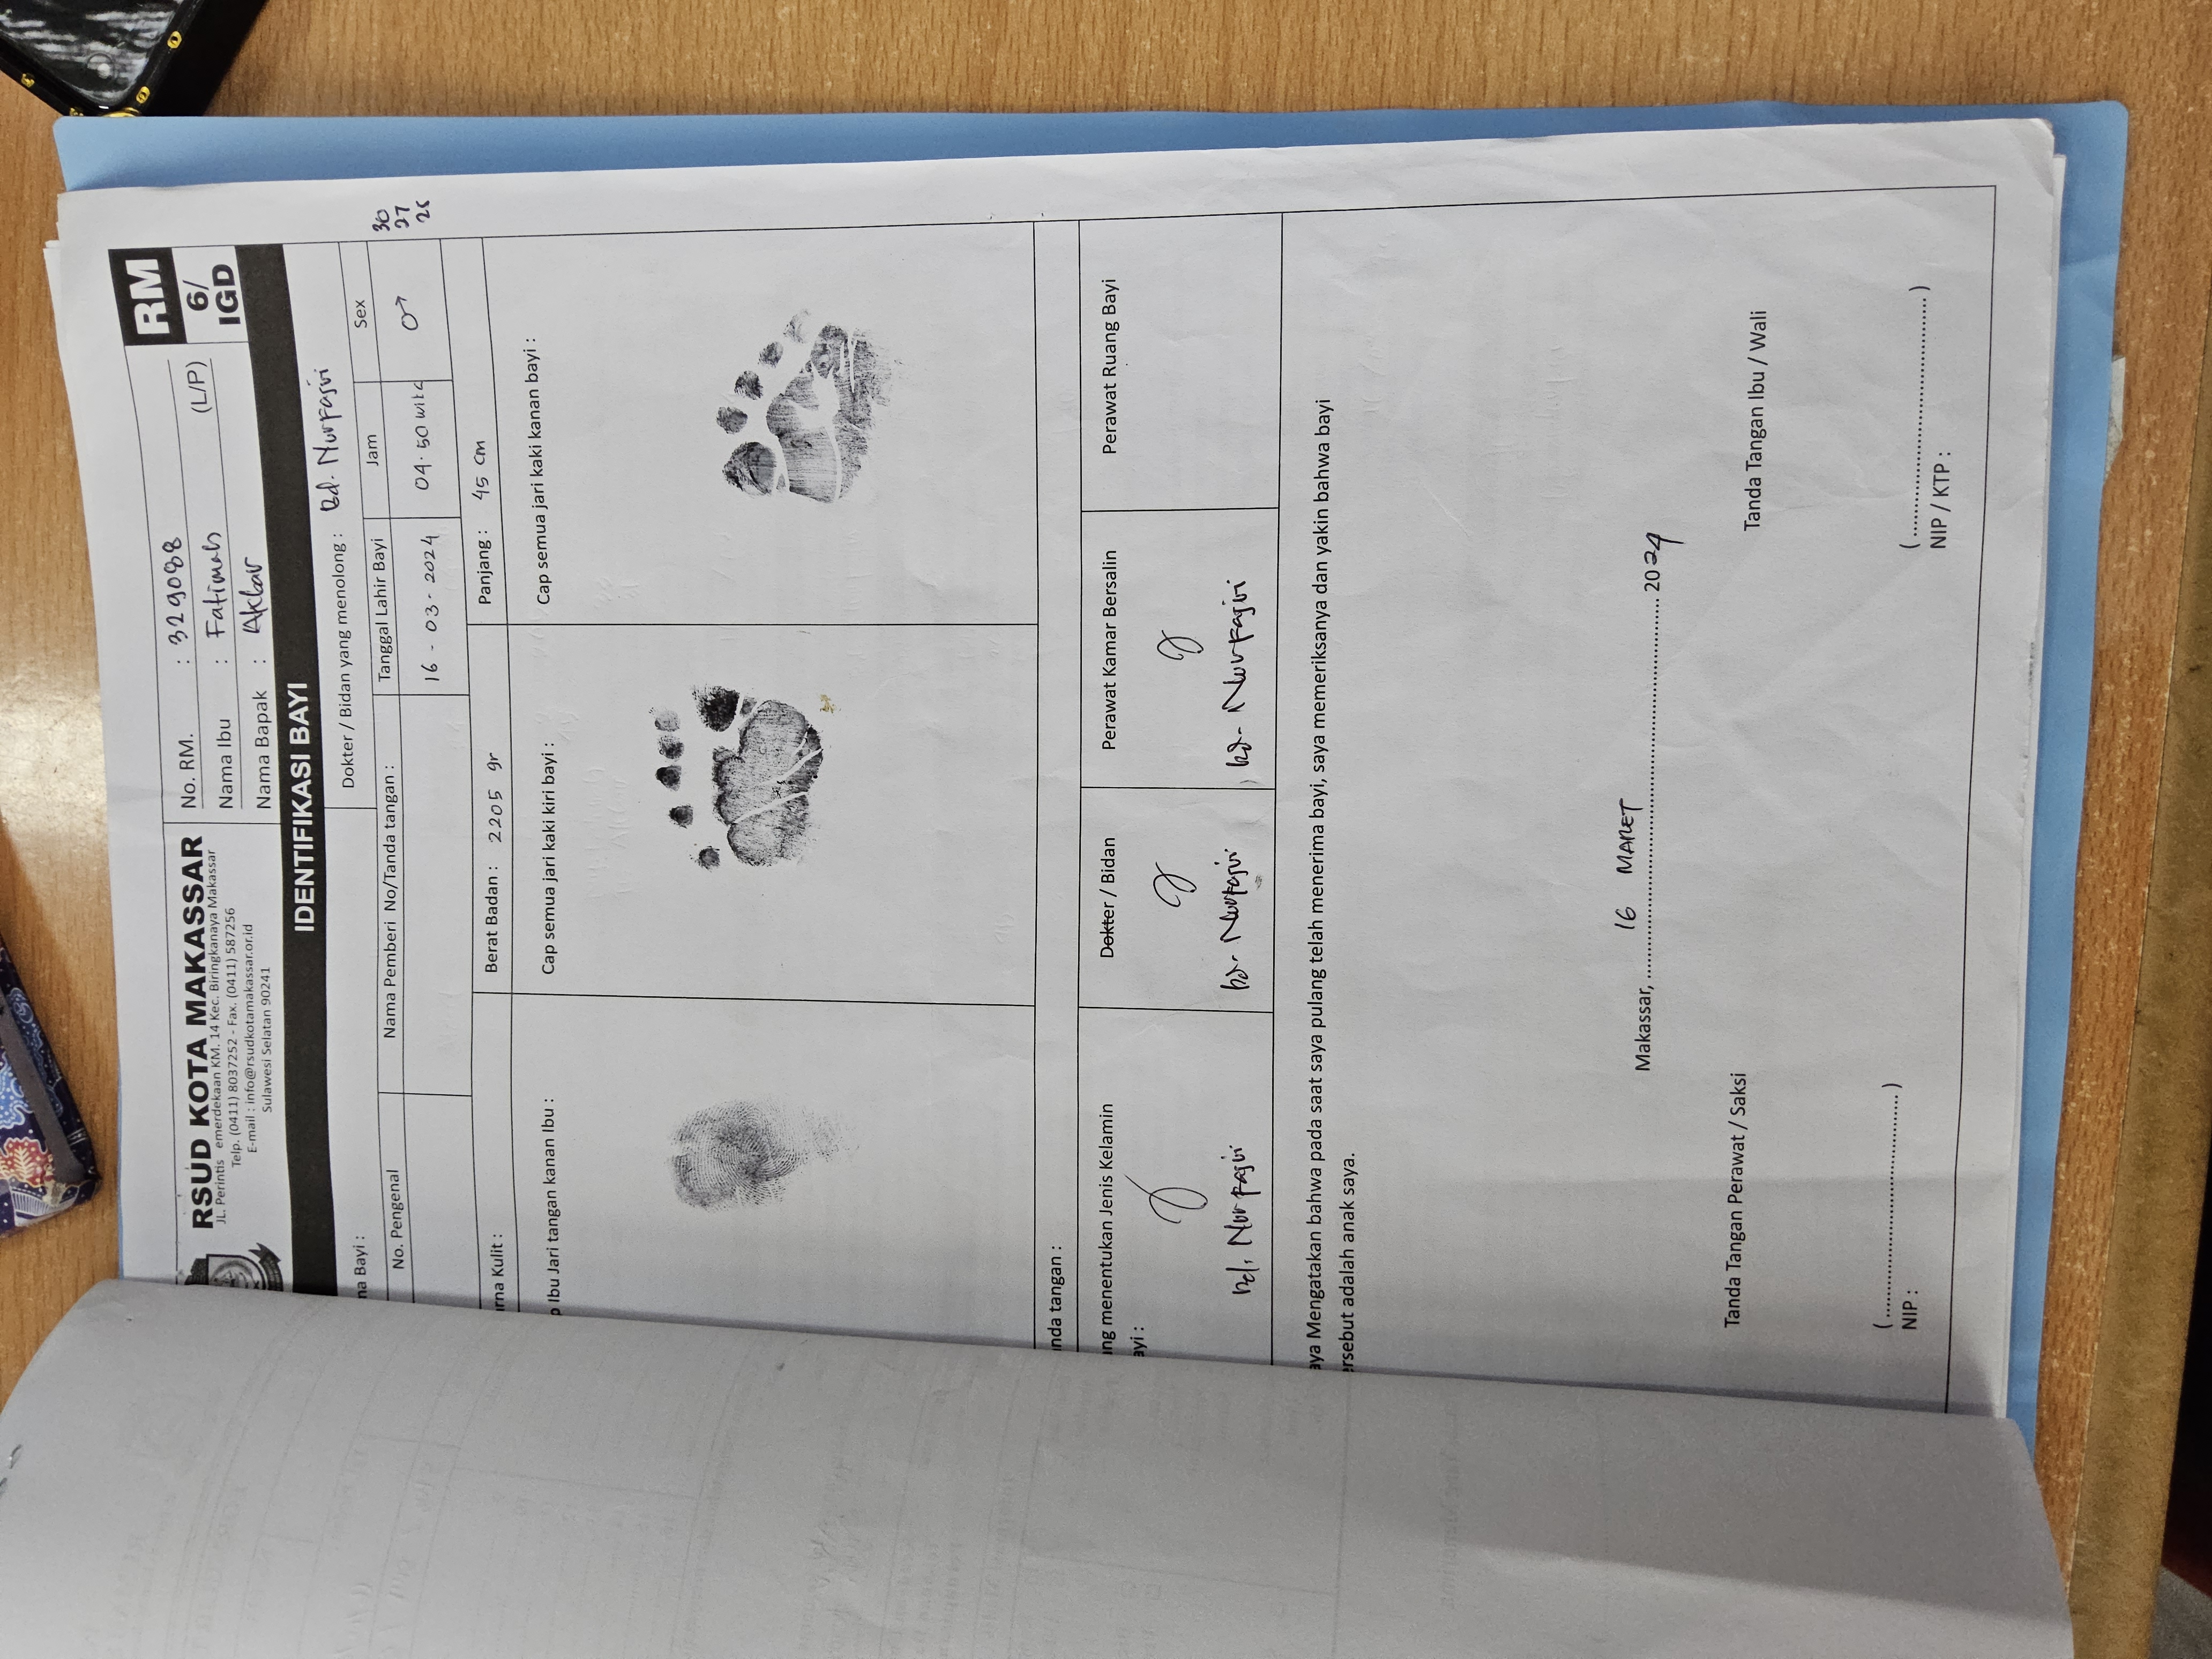 RSUD KOTA MAKASSAR
JL. Perintis emerdekaan KM. 14 Kec. Biringkanaya Makassar
Telp. (0411) 8037252 - Fax. (0411) 587256
E-mail : info@rsudkotamakassar.or.id
Sulawesi Selatan 90241
No. RM. : 329088
Nama Ibu : Fatimah (L/P)
Nama Bapak : Akbar
RM
6/
IGD
IDENTIFIKASI BAYI
na Bayi :
Dokter / Bidan yang menolong : Bd. Nurfajri
No. Pengenal
Nama Pemberi No/Tanda tangan :
Tanggal Lahir Bayi
Jam
Sex
16 - 03 - 2024
04.50 wita
♂
30
27
26
rna Kulit :
Berat Badan : 2205 gr
Panjang : 45 cm
p Ibu Jari tangan kanan Ibu :
Cap semua jari kaki kiri bayi :
Cap semua jari kaki kanan bayi :
nda tangan :
ng menentukan Jenis Kelamin
ayi :
Dokter / Bidan
Perawat Kamar Bersalin
Perawat Ruang Bayi
Bd. Nurfajri
bd. Nurfajri
bd. Nurfajri
aya Mengatakan bahwa pada saat saya pulang telah menerima bayi, saya memeriksanya dan yakin bahwa bayi
ersebut adalah anak saya.
Makassar, 16 MARET 2024
Tanda Tangan Perawat / Saksi
Tanda Tangan Ibu / Wali
(........................................)
NIP :
(...........................................)
NIP / KTP :